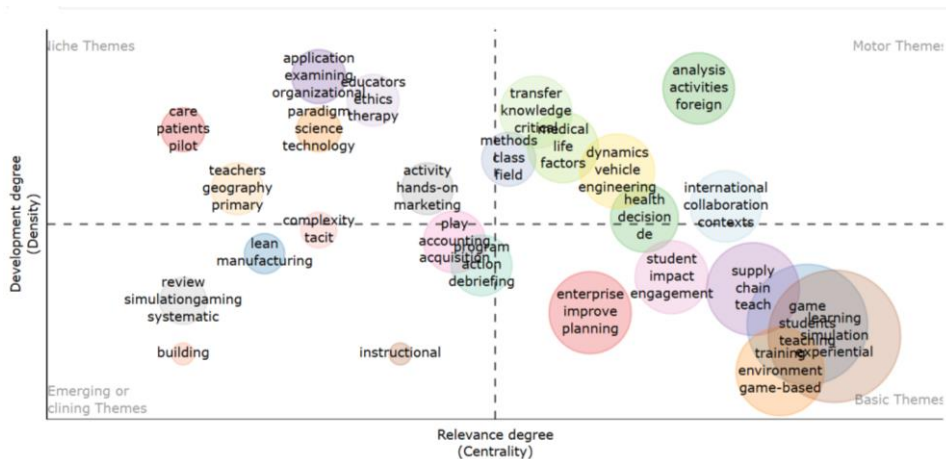 Niche Themes
Motor Themes
application
examining
organizational
educators
ethics
therapy
paradigm
science
technology
care
patients
pilot
teachers
geography
primary
activity
hands-on
marketing
transfer
knowledge
critical
medical
life
factors
methods
class
field
analysis
activities
foreign
dynamics
vehicle
engineering
health
decision
de
international
collaboration
contexts
complexity
tacit
lean
manufacturing
play
accounting
acquisition
program
action
debriefing
review
simulationgaming
systematic
building
instructional
enterprise
improve
planning
student
impact
engagement
supply
chain
teach
game
students
teaching
learning
simulation
experiential
training
environment
game-based
Emerging or
clining Themes
Basic Themes
Development degree
(Density)
Relevance degree
(Centrality)